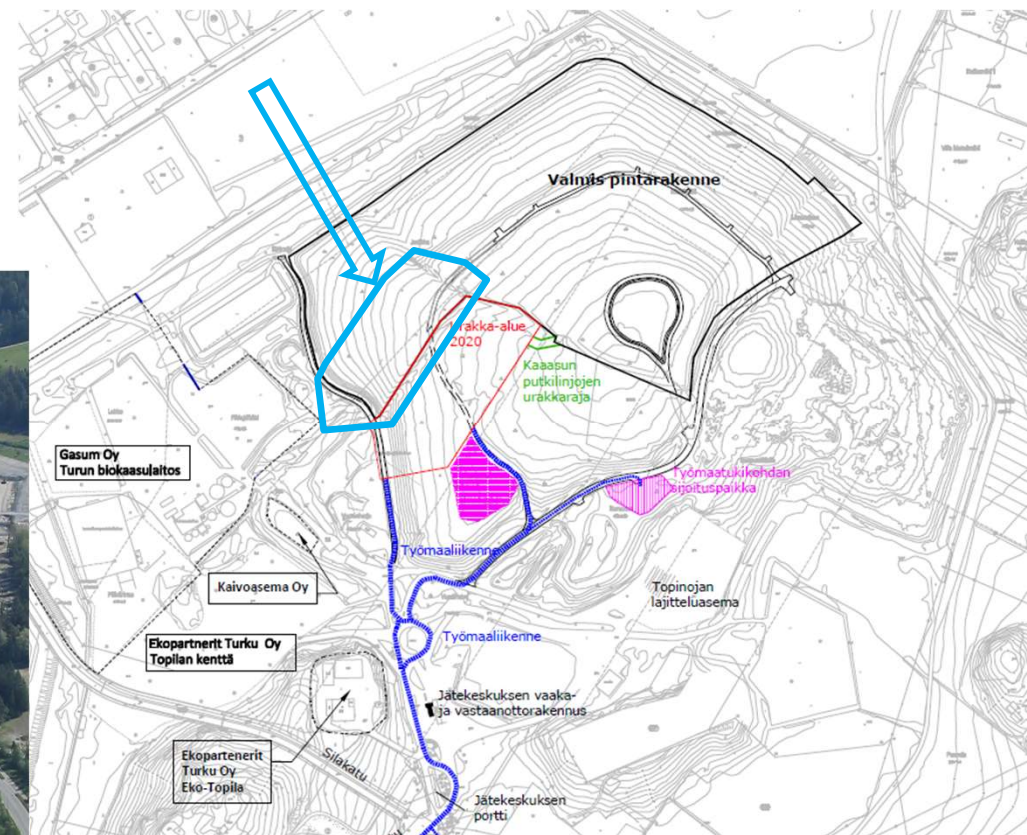 Valmis pintarakenne
Urakka-alue
2020
Kaaasun
putkilinjojen
urakkaraja
Gasum Oy
Turun biokaasulaitos
Työmaatukikohdan
sijoituspaikka
Työmaaliikenne
Kaivoasema Oy
Topinojan
lajitteluasema
Ekopartnerit Turku Oy
Topilan kenttä
Työmaaliikenne
Jätekeskuksen vaaka-
ja vastaanottorakennus
Ekopartenerit
Turku Oy
Eko-Topila
Silakatu
Jätekeskuksen
portti